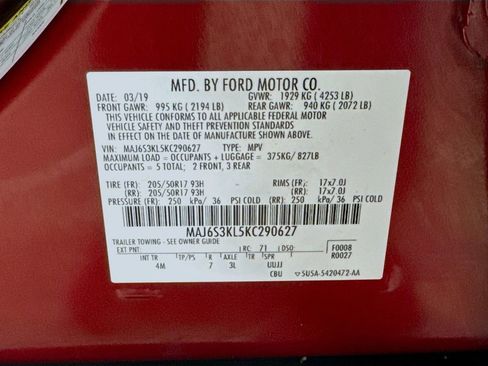 MFD. BY FORD MOTOR CO.
DATE: 03/19 GVWR: 1929 KG ( 4253 LB)
FRONT GAWR: 995 KG ( 2194 LB) REAR GAWR: 940 KG ( 2072 LB)
THIS VEHICLE CONFORMS TO ALL APPLICABLE FEDERAL MOTOR
VEHICLE SAFETY AND THEFT PREVENTION STANDARDS
IN EFFECT ON THE DATE OF MANUFACTURE SHOWN ABOVE.
VIN: MAJ6S3KL5KC290627 TYPE: MPV
MAXIMUM LOAD = OCCUPANTS + LUGGAGE = 375KG/ 827LB
OCCUPANTS = 5 TOTAL; 2 FRONT, 3 REAR
TIRE (FR): 205/50R17 93H RIMS (FR): 17x7.0J
(RR): 205/50R17 93H (RR): 17x7.0J
PRESSURE (FR): 250 kPa/ 36 PSI COLD (RR): 250 kPa/ 36 PSI COLD
MAJ6S3KL5KC290627
TRAILER TOWING - SEE OWNER GUIDE
EXT PNT: RC: 71 DSO: F0008
R0027
INT TR TP/PS R AXLE TR SPR
4M 7 3L UUJJ
CBU 5U5A-5420472-AA